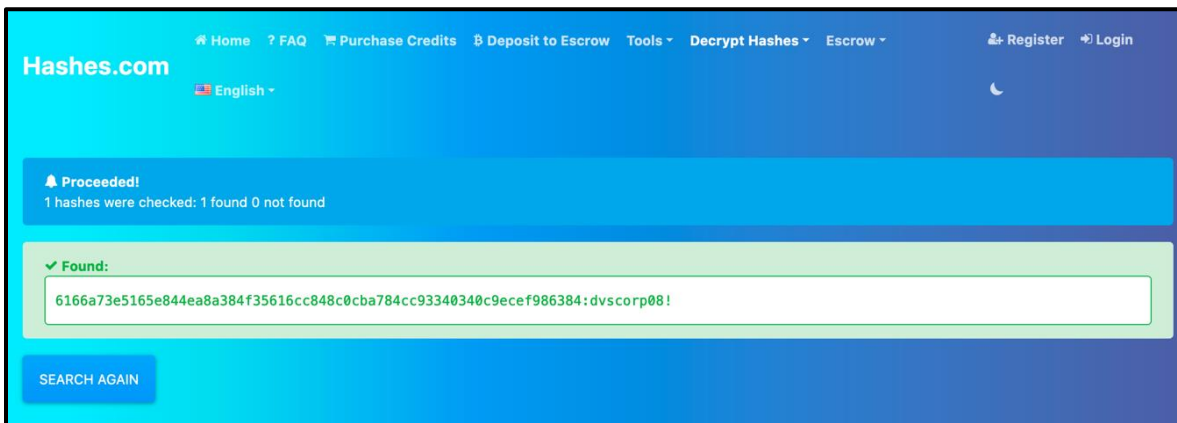 Hashes.com
Home ? FAQ Purchase Credits Deposit to Escrow Tools Decrypt Hashes Escrow Register Login
English
Proceeded!
1 hashes were checked: 1 found 0 not found
Found:
6166a73e5165e844ea8a384f35616cc848c0cba784cc93340340c9ecef986384:dvscorp08!
SEARCH AGAIN